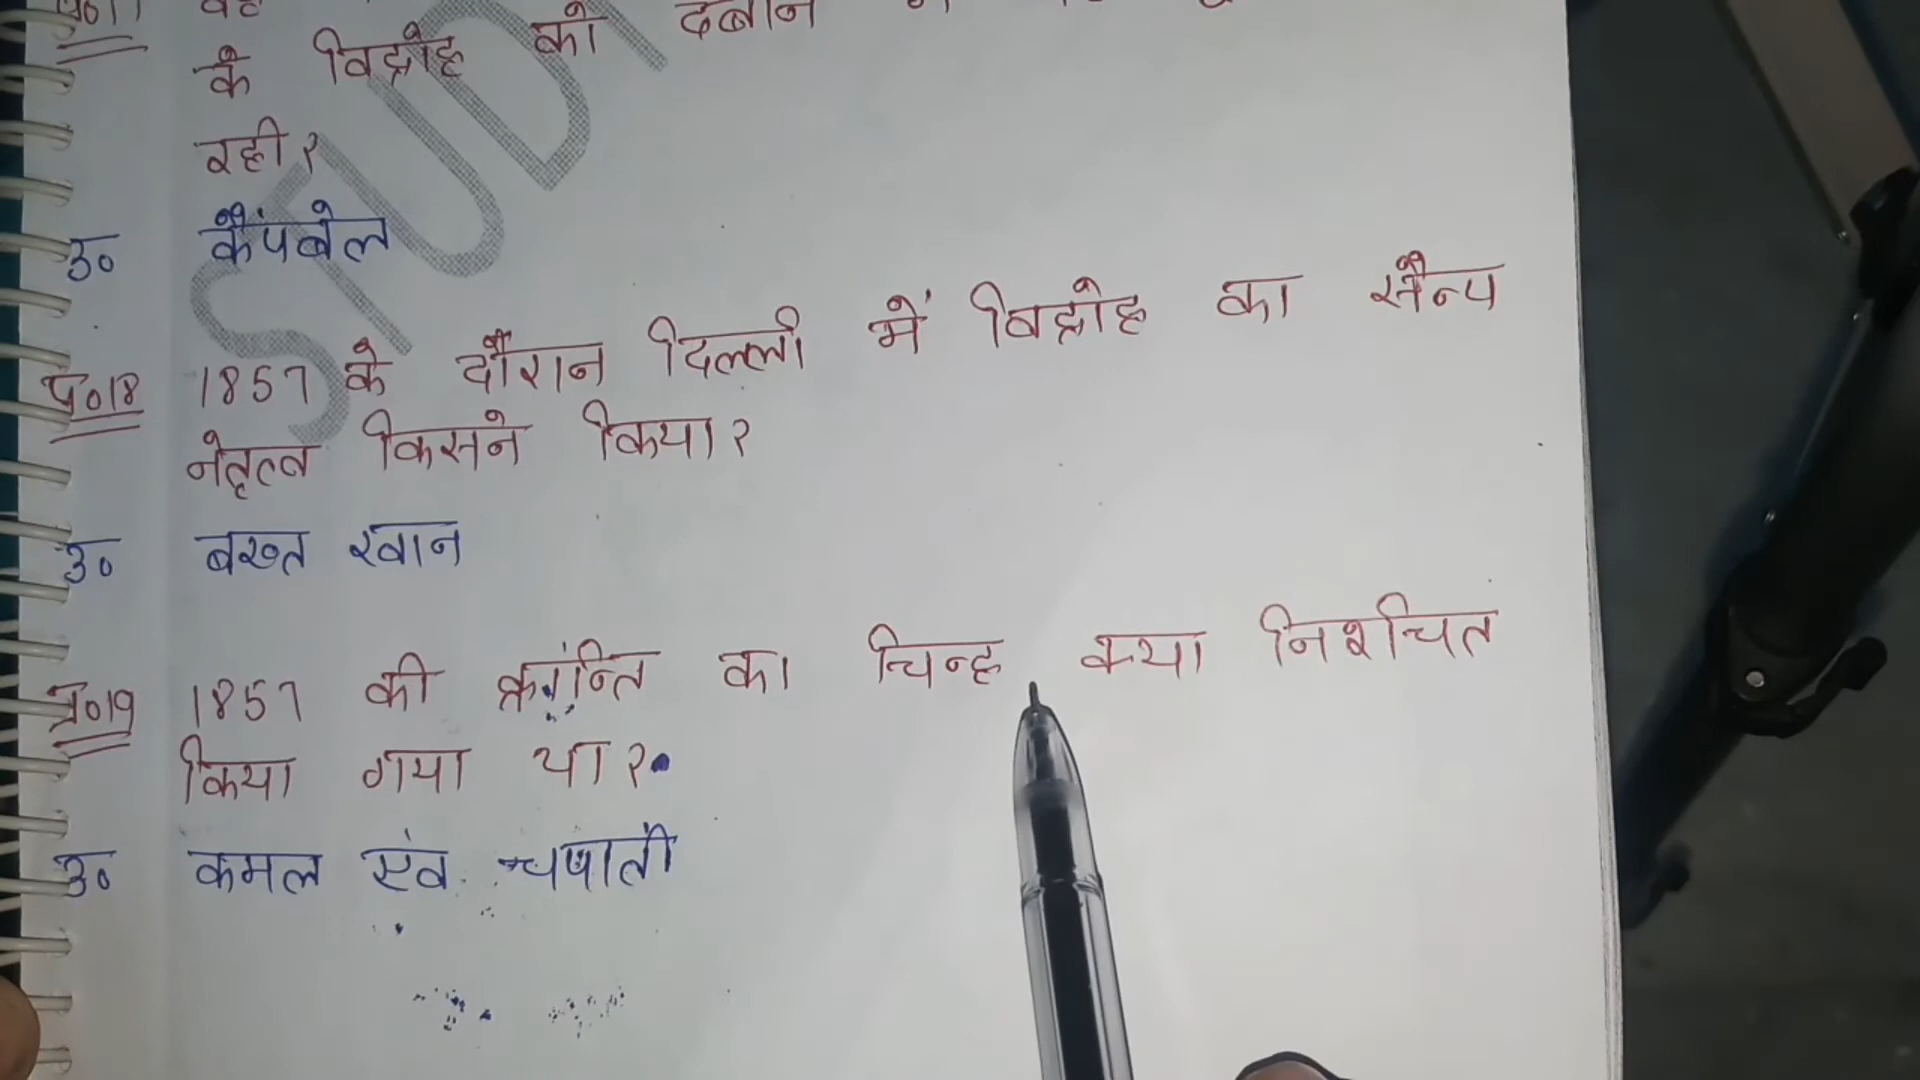 के विद्रोह को दबाने
रही?
उ० कैंपबेल
प्र०18 1857 के दौरान दिल्ली में विद्रोह का सैन्य
नेतृत्व किसने किया?
उ० बख्त खान
प्र०19 1857 की क्रांन्ति का चिन्ह क्या निश्चित
किया गया था?
उ० कमल एंव चपाती